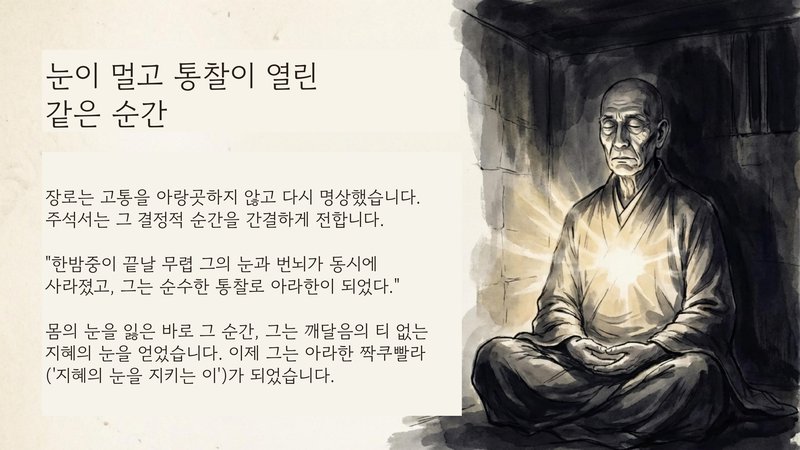 눈이 멀고 통찰이 열린
같은 순간
장로는 고통을 아랑곳하지 않고 다시 명상했습니다.
주석서는 그 결정적 순간을 간결하게 전합니다.
"한밤중이 끝날 무렵 그의 눈과 번뇌가 동시에
사라졌고, 그는 순수한 통찰로 아라한이 되었다."
몸의 눈을 잃은 바로 그 순간, 그는 깨달음의 티 없는
지혜의 눈을 얻었습니다. 이제 그는 아라한 짝쿠빨라
('지혜의 눈을 지키는 이')가 되었습니다.